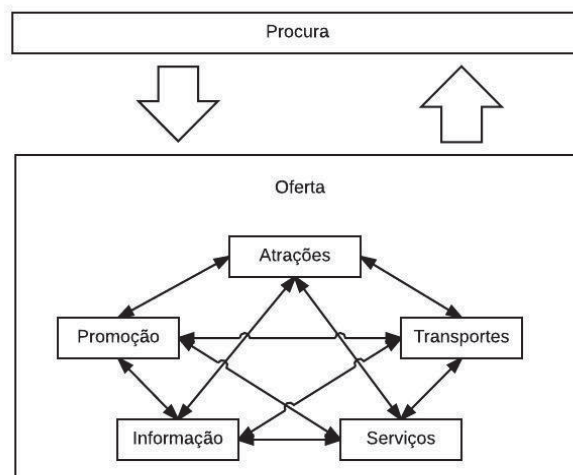 Procura
Oferta
Atrações
Promoção
Transportes
Informação
Serviços